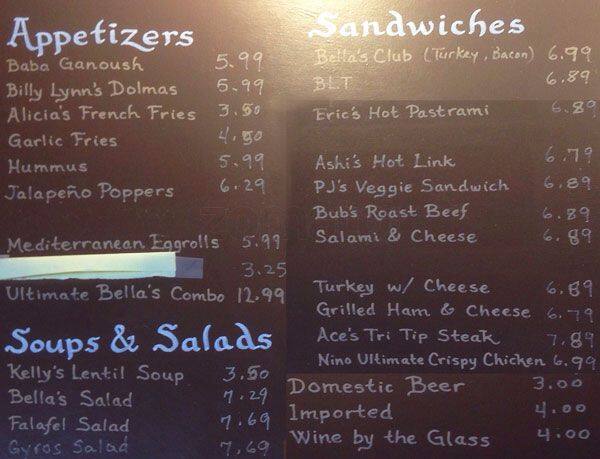 Appetizers
Baba Ganoush 5.99
Billy Lynn's Dolmas 5.99
Alicia's French Fries 3.50
Garlic Fries 4.50
Hummus 5.99
Jalapeño Poppers 6.29
Mediterranean Eggrolls 5.99
3.25
Ultimate Bella's Combo 12.99
Soups & Salads
Kelly's Lentil Soup 3.50
Bella's Salad 7.29
Falafel Salad 7.69
Gyros Salad 7.69
Sandwiches
Bella's Club (Turkey, Bacon) 6.99
BLT 6.89
Eric's Hot Pastrami 6.89
Ashi's Hot Link 6.79
PJ's Veggie Sandwich 6.89
Bub's Roast Beef 6.89
Salami & Cheese 6.89
Turkey w/ Cheese 6.89
Grilled Ham & Cheese 6.79
Ace's Tri Tip Steak 7.89
Nino Ultimate Crispy Chicken 6.99
Domestic Beer 3.00
Imported 4.00
Wine by the Glass 4.00